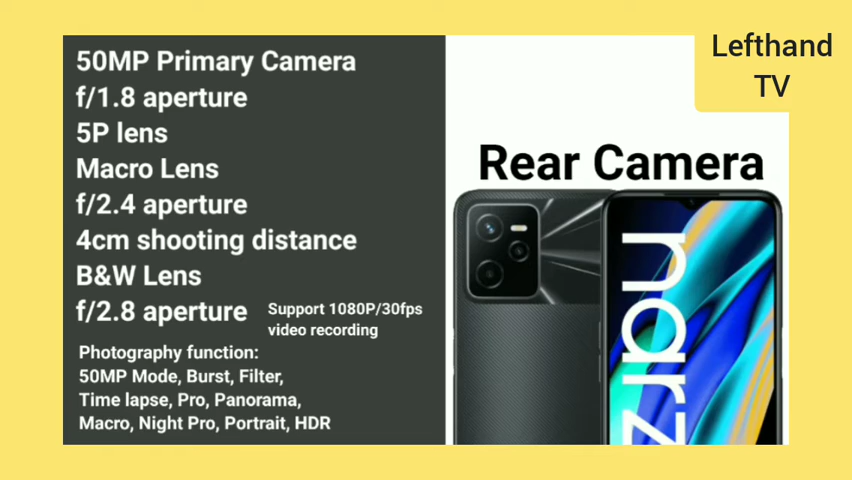 50MP Primary Camera
f/1.8 aperture
5P lens
Macro Lens
f/2.4 aperture
4cm shooting distance
B&W Lens
f/2.8 aperture
Support 1080P/30fps
video recording
Photography function:
50MP Mode, Burst, Filter,
Time lapse, Pro, Panorama,
Macro, Night Pro, Portrait, HDR
Lefthand
TV
Rear Camera
narz